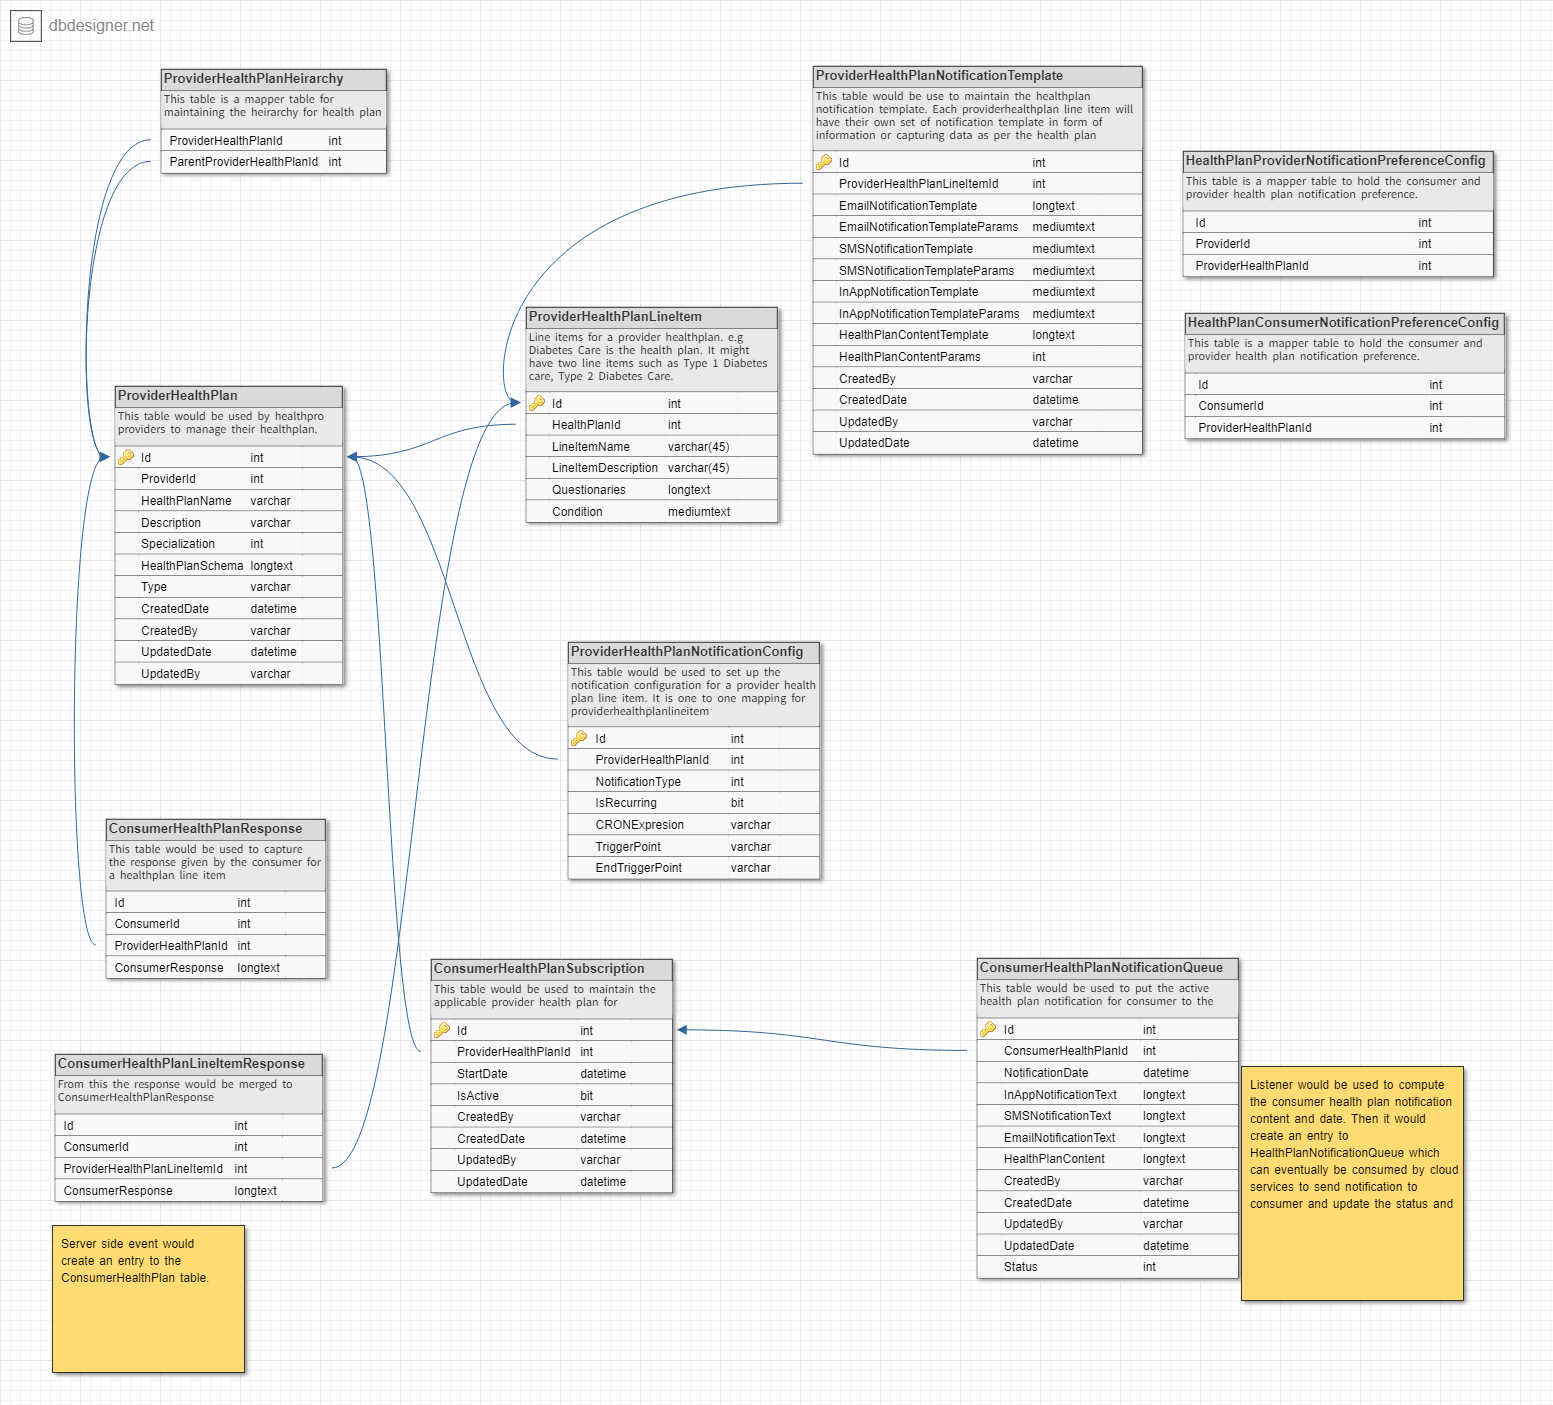 dbdesigner.net
ProviderHealthPlanHeirarchy
This table is a mapper table for
maintaining the heirarchy for health plan
ProviderHealthPlanId int
ParentProviderHealthPlanId int
ProviderHealthPlanNotificationTemplate
This table would be use to maintain the healthplan
notification template. Each providerhealthplan line item will
have their own set of notification template in form of
information or capturing data as per the health plan
Id int
ProviderHealthPlanLineItemId int
EmailNotificationTemplate longtext
EmailNotificationTemplateParams mediumtext
SMSNotificationTemplate mediumtext
SMSNotificationTemplateParams mediumtext
InAppNotificationTemplate mediumtext
InAppNotificationTemplateParams mediumtext
HealthPlanContentTemplate longtext
HealthPlanContentParams int
CreatedBy varchar
CreatedDate datetime
UpdatedBy varchar
UpdatedDate datetime
HealthPlanProviderNotificationPreferenceConfig
This table is a mapper table to hold the consumer and
provider health plan notification preference.
Id int
ProviderId int
ProviderHealthPlanId int
HealthPlanConsumerNotificationPreferenceConfig
This table is a mapper table to hold the consumer and
provider health plan notification preference.
Id int
ConsumerId int
ProviderHealthPlanId int
ProviderHealthPlanLineItem
Line items for a provider healthplan. e.g
Diabetes Care is the health plan. It might
have two line items such as Type 1 Diabetes
care, Type 2 Diabetes Care.
Id int
HealthPlanId int
LineItemName varchar(45)
LineItemDescription varchar(45)
Questionaries longtext
Condition mediumtext
ProviderHealthPlan
This table would be used by healthpro
providers to manage their healthplan.
Id int
ProviderId int
HealthPlanName varchar
Description varchar
Specialization int
HealthPlanSchema longtext
Type varchar
CreatedDate datetime
CreatedBy varchar
UpdatedDate datetime
UpdatedBy varchar
ProviderHealthPlanNotificationConfig
This table would be used to set up the
notification configuration for a provider health
plan line item. It is one to one mapping for
providerhealthplanlineitem
Id int
ProviderHealthPlanId int
NotificationType int
IsRecurring bit
CRONExpresion varchar
TriggerPoint varchar
EndTriggerPoint varchar
ConsumerHealthPlanResponse
This table would be used to capture
the response given by the consumer for
a healthplan line item
Id int
ConsumerId int
ProviderHealthPlanId int
ConsumerResponse longtext
ConsumerHealthPlanSubscription
This table would be used to maintain the
applicable provider health plan for
Id int
ProviderHealthPlanId int
StartDate datetime
IsActive bit
CreatedBy varchar
CreatedDate datetime
UpdatedBy varchar
UpdatedDate datetime
ConsumerHealthPlanNotificationQueue
This table would be used to put the active
health plan notification for consumer to the
Id int
ConsumerHealthPlanId int
NotificationDate datetime
InAppNotificationText longtext
SMSNotificationText longtext
EmailNotificationText longtext
HealthPlanContent longtext
CreatedBy varchar
CreatedDate datetime
UpdatedBy varchar
UpdatedDate datetime
Status int
Listener would be used to compute
the consumer health plan notification
content and date. Then it would
create an entry to
HealthPlanNotificationQueue which
can eventually be consumed by cloud
services to send notification to
consumer and update the status and
ConsumerHealthPlanLineItemResponse
From this the response would be merged to
ConsumerHealthPlanResponse
Id int
ConsumerId int
ProviderHealthPlanLineItemId int
ConsumerResponse longtext
Server side event would
create an entry to the
ConsumerHealthPlan table.